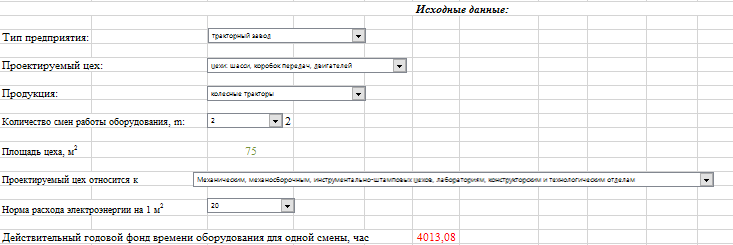 Исходные данные:
Тип предприятия: тракторный завод
Проектируемый цех: цехи: шасси, коробок передач, двигателей
Продукция: колесные тракторы
Количество смен работы оборудования, m: 2 2
Площадь цеха, м2 75
Проектируемый цех относится к Механическим, механосборочным, инструментально-штамповых цехов, лабораториям, конструкторским и технологическим отделам
Норма расхода электроэнергии на 1 м2 20
Действительный годовой фонд времени оборудования для одной смены, час 4013,08